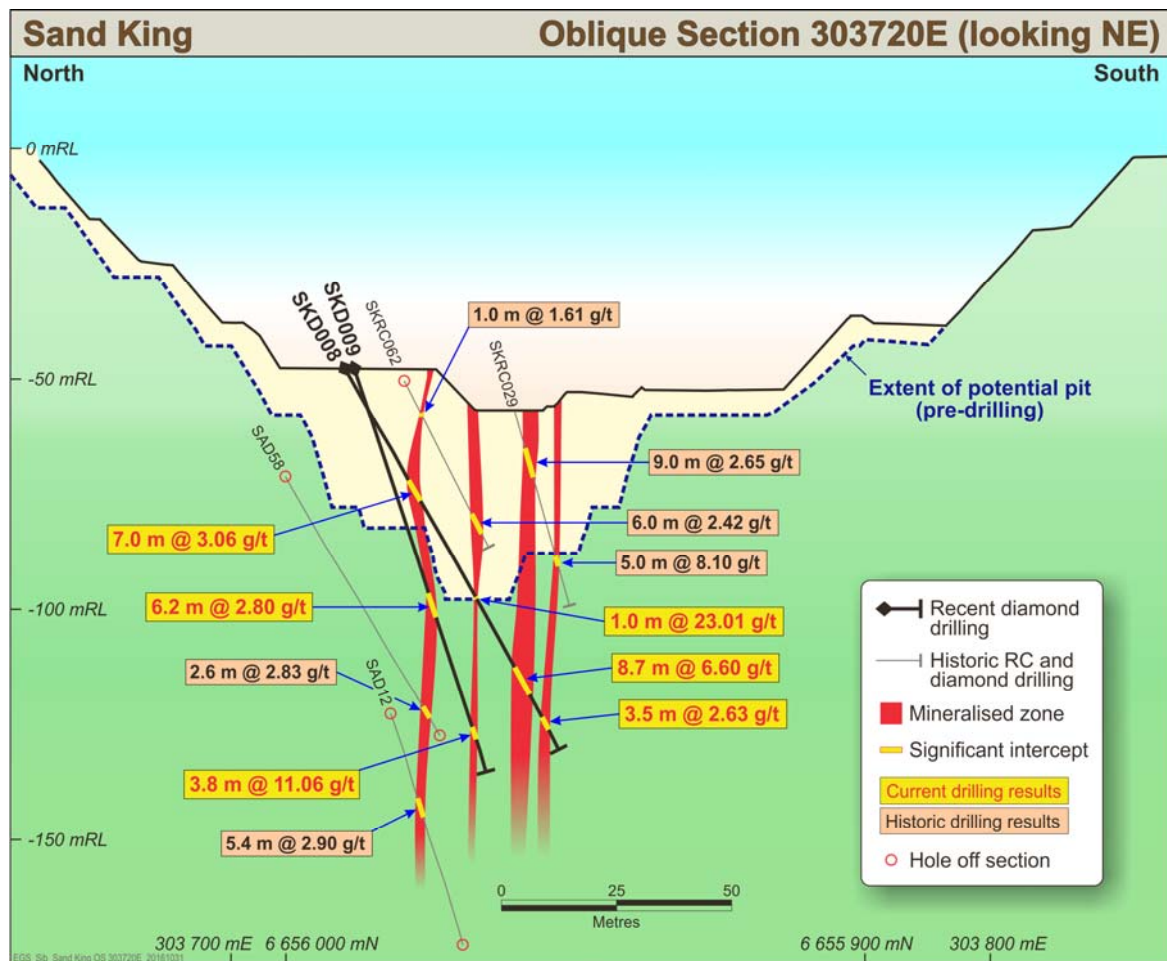 Sand King
Oblique Section 303720E (looking NE)
North
South
0 mRL
SKD008
SKD009
SKRC062
1.0 m @ 1.61 g/t
SKRC029
-50 mRL
Extent of potential pit
(pre-drilling)
SAD58
9.0 m @ 2.65 g/t
7.0 m @ 3.06 g/t
6.0 m @ 2.42 g/t
5.0 m @ 8.10 g/t
-100 mRL
6.2 m @ 2.80 g/t
1.0 m @ 23.01 g/t
2.6 m @ 2.83 g/t
SAD12
8.7 m @ 6.60 g/t
3.5 m @ 2.63 g/t
3.8 m @ 11.06 g/t
5.4 m @ 2.90 g/t
-150 mRL
Recent diamond
drilling
Historic RC and
diamond drilling
Mineralised zone
Significant intercept
Current drilling results
Historic drilling results
Hole off section
0 25 50
Metres
303 700 mE 6 656 000 mN 6 655 900 mN 303 800 mE
EGS_Sib_Sand King OS 303720E_20161031